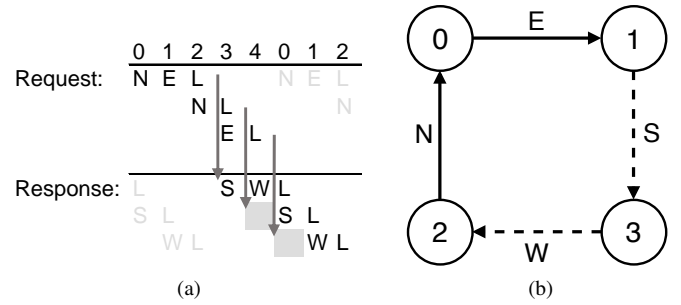 0 1 2 3 4 0 1 2
Request: N E L N E L
N L N
E L
Response: L S W L
S L S L
W L W L
(a)
0 E 1
N S
2 W 3
(b)